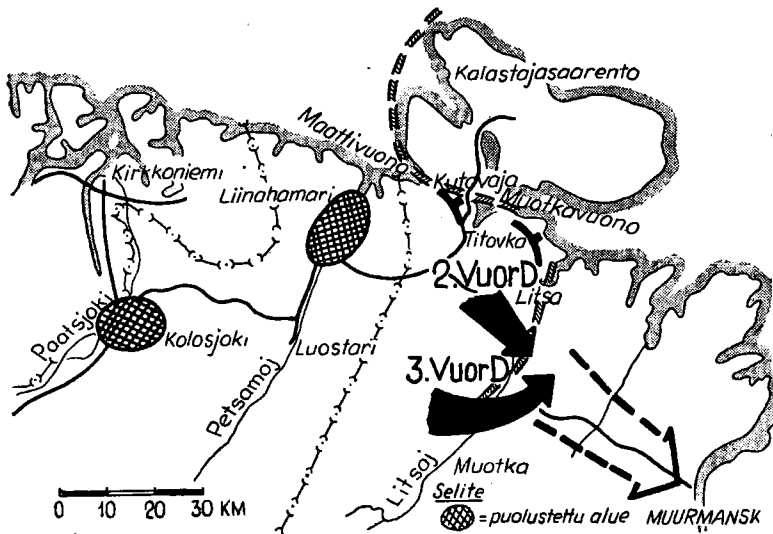 Kalastajasaarento
Maattivuono
Kirkkoniemi
Liinahamari
Kutovaja
Muotkavuono
Titovka
2.VuorD
Litsa
Paatsjoki
Kolosjoki
Luostari
Petsamoj
3.VuorD
Litsaj
Muotka
Selite
= puolustettu alue
MUURMANSK
0 10 20 30 KM